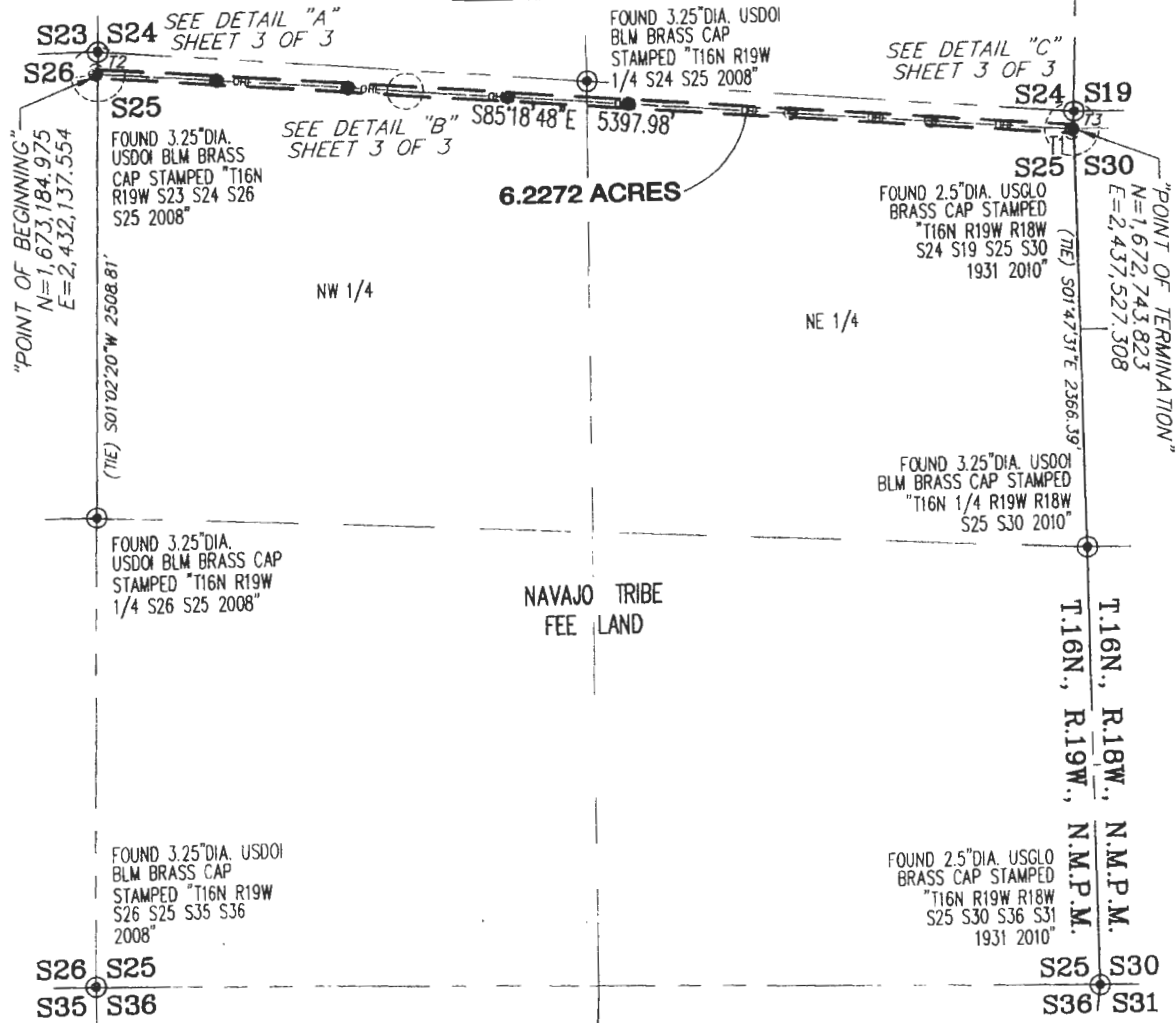 S23 S24
SEE DETAIL "A"
SHEET 3 OF 3
FOUND 3.25"DIA. USDOI
BLM BRASS CAP
STAMPED "T16N R19W
1/4 S24 S25 2008"
SEE DETAIL "C"
SHEET 3 OF 3
S24 S19
S26
T2
S25
OHE
SEE DETAIL "B"
SHEET 3 OF 3
S85°18'48"E 5397.98'
T3
T1
S25 S30
6.2272 ACRES
"POINT OF BEGINNING"
N=1,673,184.975
E=2,432,137.554
FOUND 3.25"DIA.
USDOI BLM BRASS
CAP STAMPED "T16N
R19W S23 S24 S26
S25 2008"
FOUND 2.5"DIA. USGLO
BRASS CAP STAMPED
"T16N R19W R18W
S24 S19 S25 S30
1931 2010"
"POINT OF TERMINATION"
N=1,672,743.823
E=2,437,527.308
NW 1/4
NE 1/4
(TIE) S01°02'20"W 2508.81'
(TIE) S01°47'31"E 2366.39'
FOUND 3.25"DIA. USDOI
BLM BRASS CAP STAMPED
"T16N 1/4 R19W R18W
S25 S30 2010"
FOUND 3.25"DIA.
USDOI BLM BRASS CAP
STAMPED "T16N R19W
1/4 S26 S25 2008"
NAVAJO TRIBE
FEE LAND
T.16N., R.18W., N.M.P.M.
T.16N., R.19W., N.M.P.M.
FOUND 3.25"DIA. USDOI
BLM BRASS CAP
STAMPED "T16N R19W
S26 S25 S35 S36
2008"
FOUND 2.5"DIA. USGLO
BRASS CAP STAMPED
"T16N R19W R18W
S25 S30 S36 S31
1931 2010"
S26 S25
S35 S36
S25 S30
S36 S31